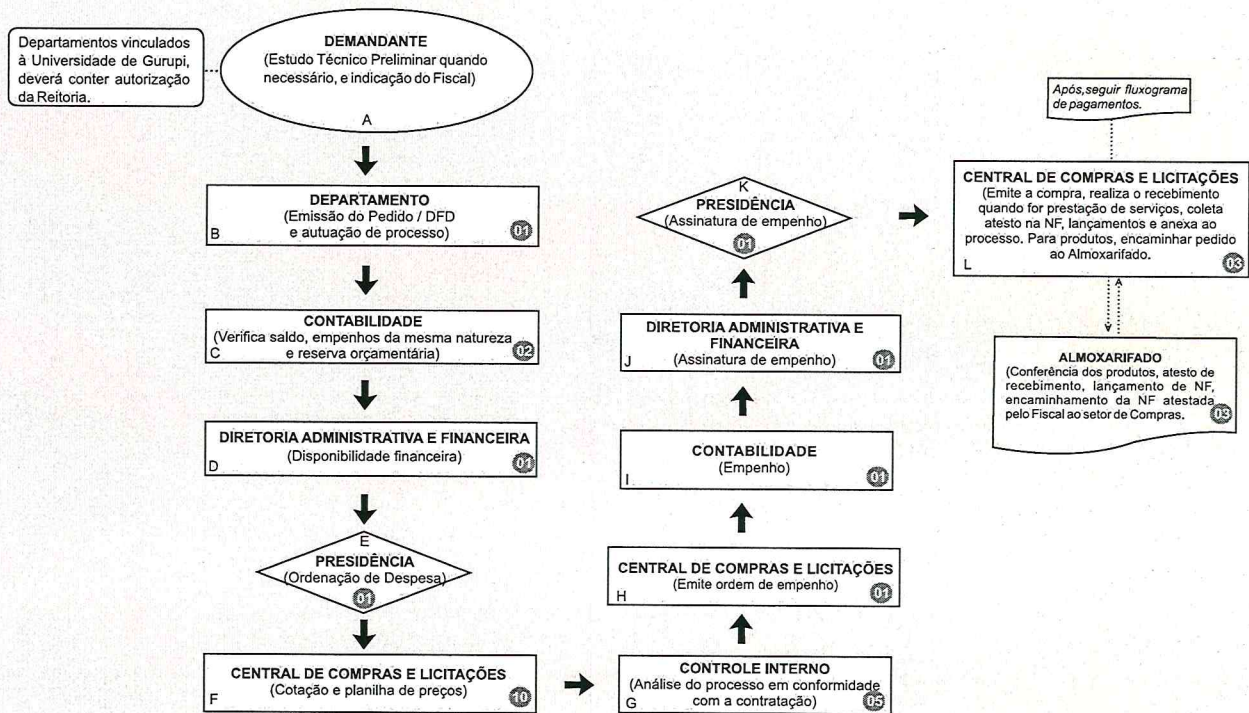 Departamentos vinculados
à Universidade de Gurupi,
deverá conter autorização
da Reitoria.
DEMANDANTE
(Estudo Técnico Preliminar quando
necessário, e indicação do Fiscal)
A
DEPARTAMENTO
(Emissão do Pedido / DFD
e autuação de processo)
B
01
CONTABILIDADE
(Verifica saldo, empenhos da mesma natureza
e reserva orçamentária)
C
02
DIRETORIA ADMINISTRATIVA E FINANCEIRA
(Disponibilidade financeira)
D
01
E
PRESIDÊNCIA
(Ordenação de Despesa)
01
CENTRAL DE COMPRAS E LICITAÇÕES
(Cotação e planilha de preços)
F
10
CONTROLE INTERNO
(Análise do processo em conformidade
com a contratação)
G
05
CENTRAL DE COMPRAS E LICITAÇÕES
(Emite ordem de empenho)
H
01
CONTABILIDADE
(Empenho)
I
01
DIRETORIA ADMINISTRATIVA E
FINANCEIRA
(Assinatura de empenho)
J
01
K
PRESIDÊNCIA
(Assinatura de empenho)
01
Após, seguir fluxograma
de pagamentos.
CENTRAL DE COMPRAS E LICITAÇÕES
(Emite a compra, realiza o recebimento
quando for prestação de serviços, coleta
atesto na NF, lançamentos e anexa ao
processo. Para produtos, encaminhar pedido
ao Almoxarifado.
L
03
ALMOXARIFADO
(Conferência dos produtos, atesto de
recebimento, lançamento de NF,
encaminhamento da NF atestada
pelo Fiscal ao setor de Compras.
03